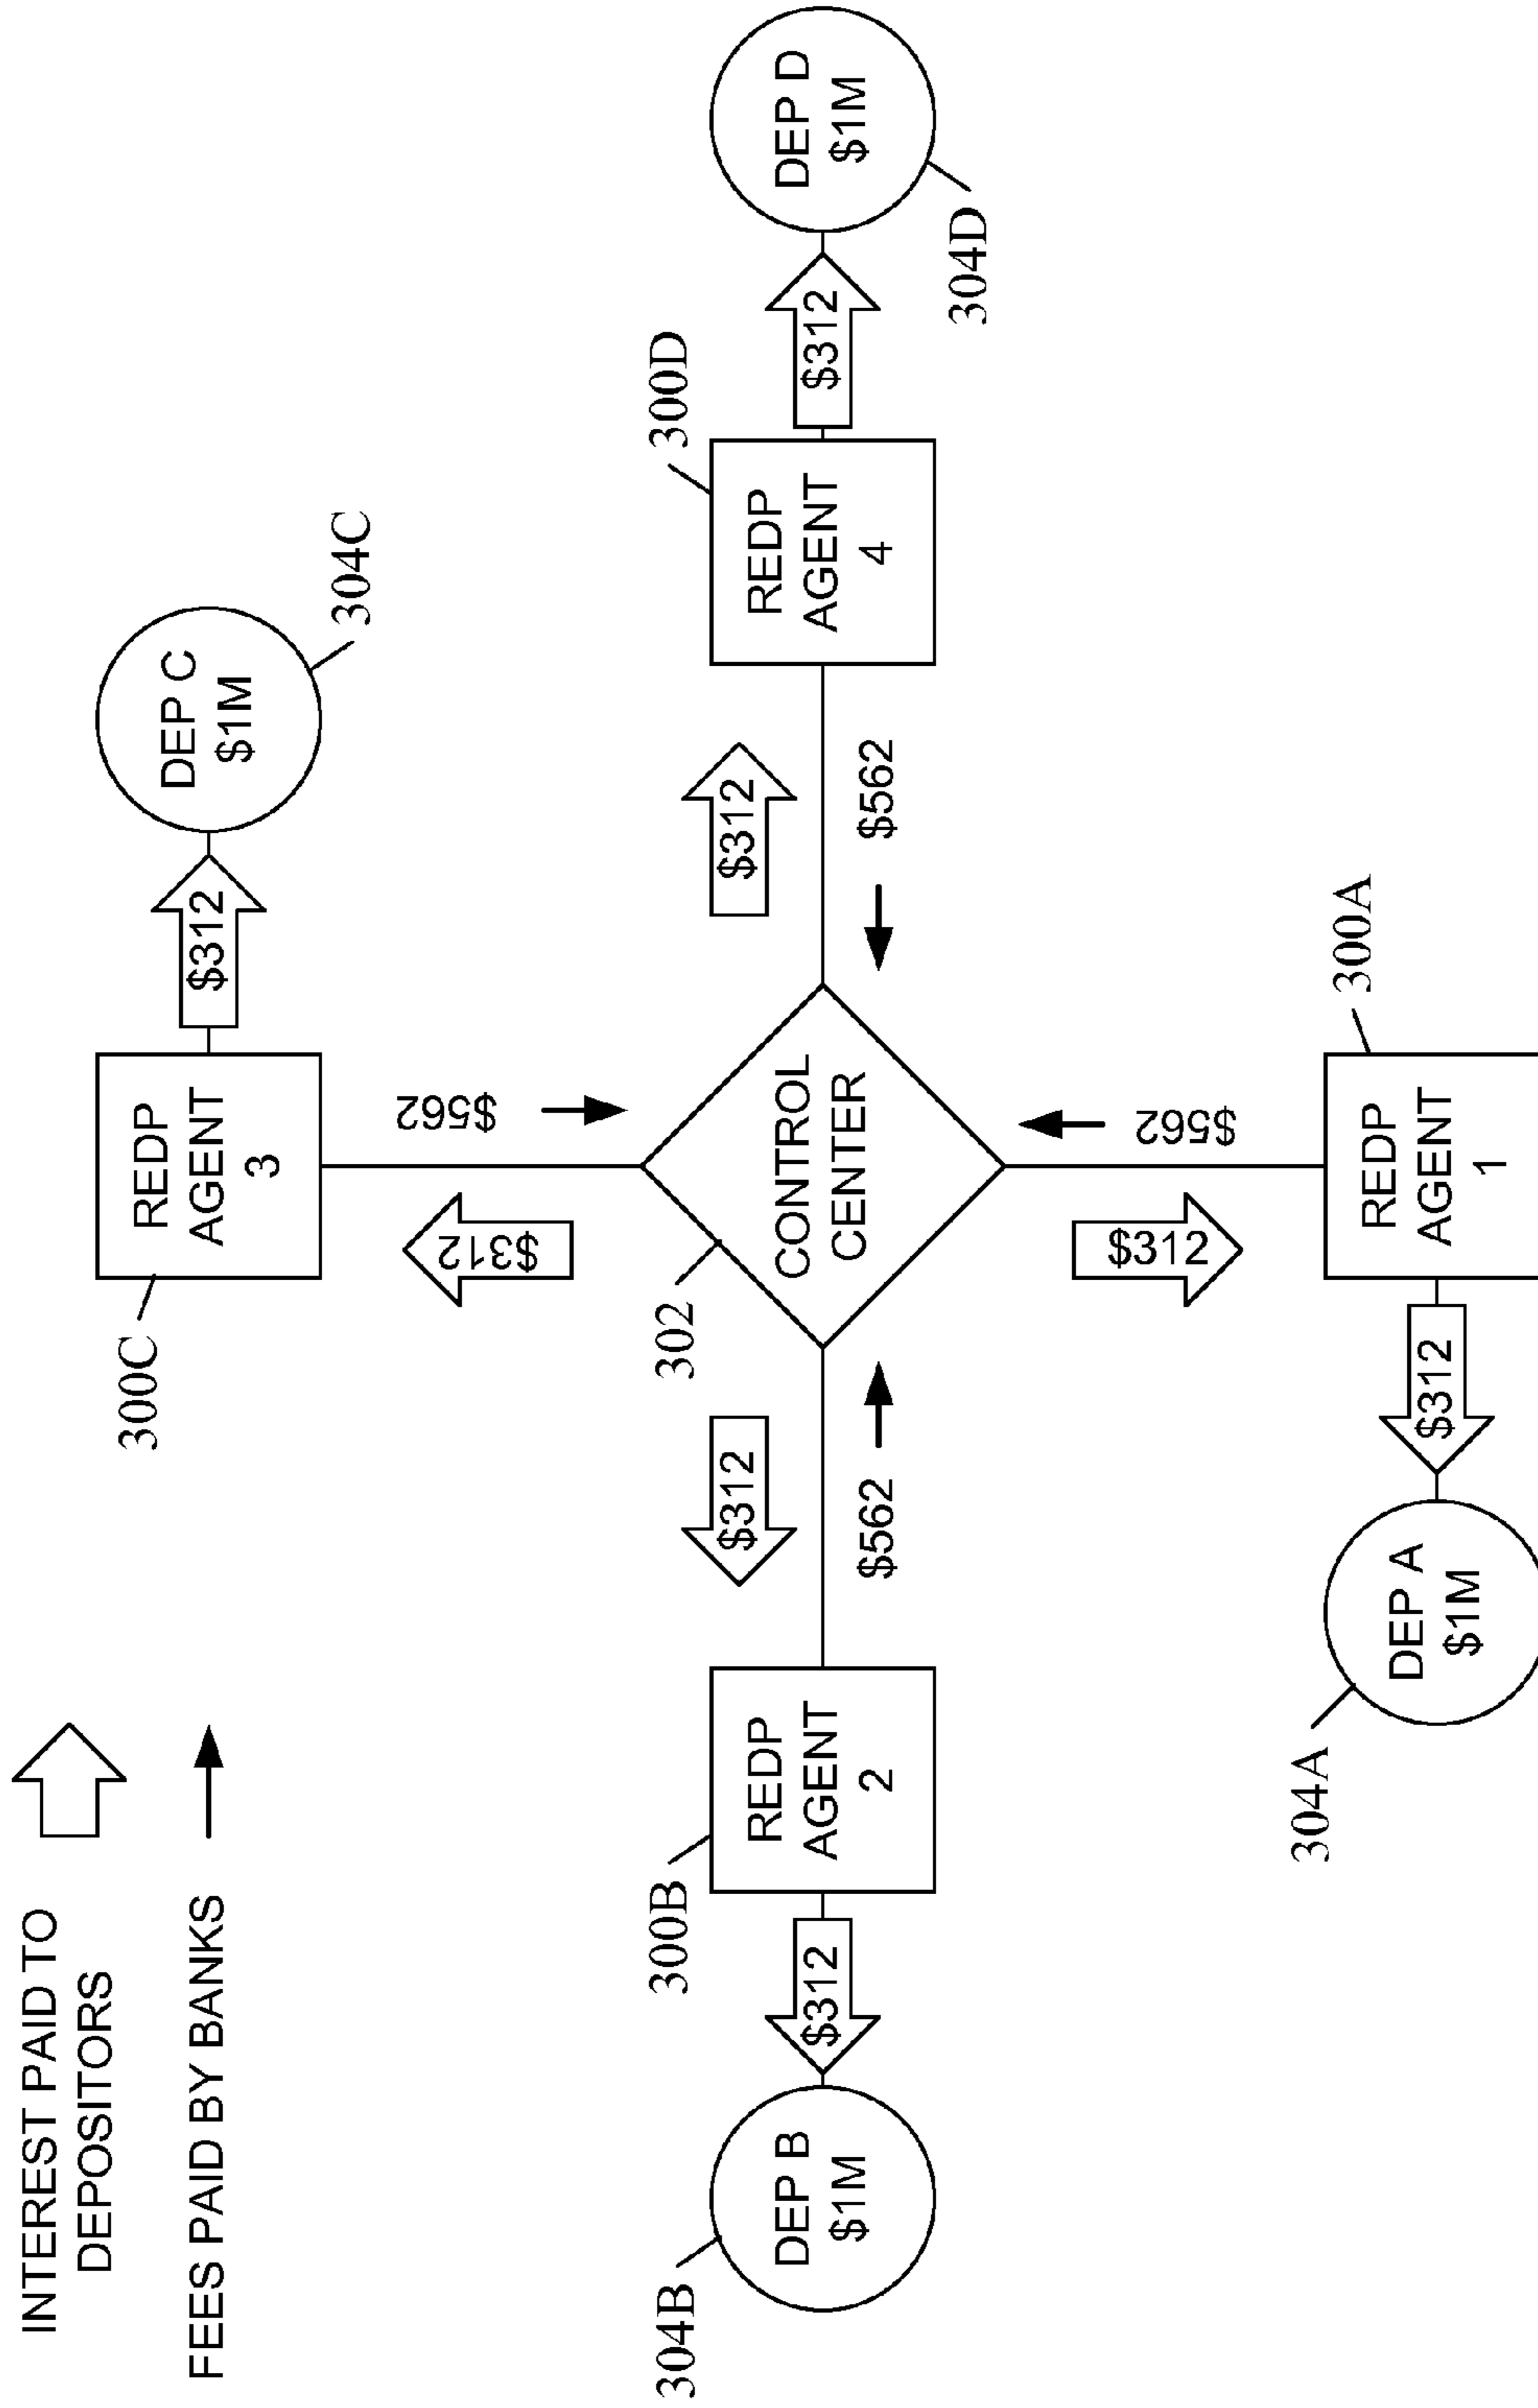 INTEREST PAID TO
DEPOSITORS
FEES PAID BY BANKS
300C
REDP
AGENT
3
$312
DEP C
$1M
304C
$312
$562
304B
DEP B
$1M
$312
300B
REDP
AGENT
2
$312
$562
302
CONTROL
CENTER
$312
$562
300D
REDP
AGENT
4
$312
DEP D
$1M
304D
$312
$562
304A
DEP A
$1M
$312
REDP
AGENT
1
300A